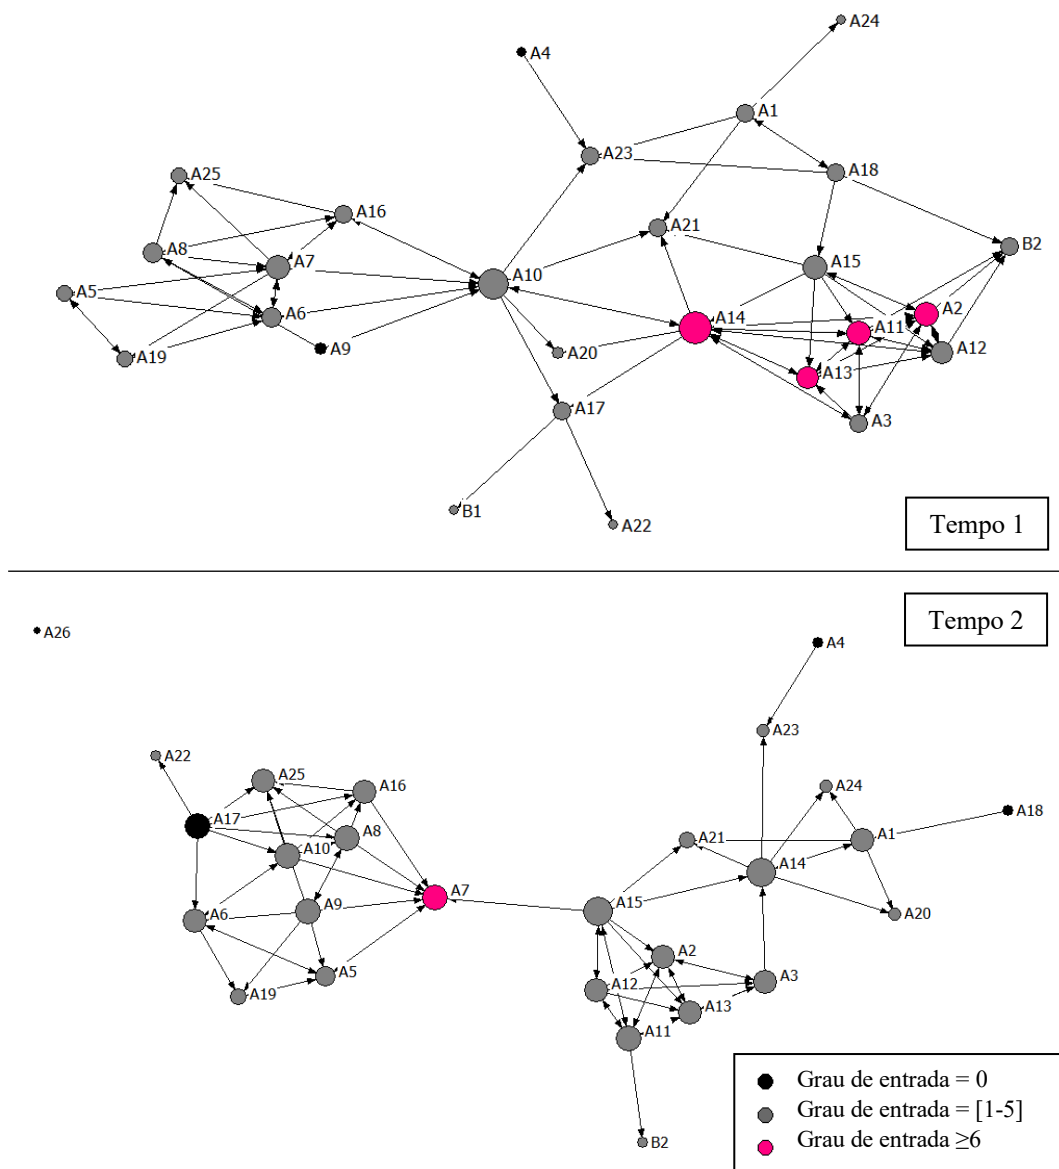 A24
A4
A1
A23
A18
A25
A16
A21
B2
A8
A7
A15
A10
A5
A2
A6
A14
A11
A9
A12
A19
A20
A13
A17
A3
B1
A22
Tempo 1
Tempo 2
A26
A4
A23
A22
A25
A16
A24
A18
A17
A8
A21
A1
A10
A14
A7
A9
A15
A6
A20
A2
A5
A12
A3
A19
A13
A11
B2
Grau de entrada = 0
Grau de entrada = [1-5]
Grau de entrada ≥6